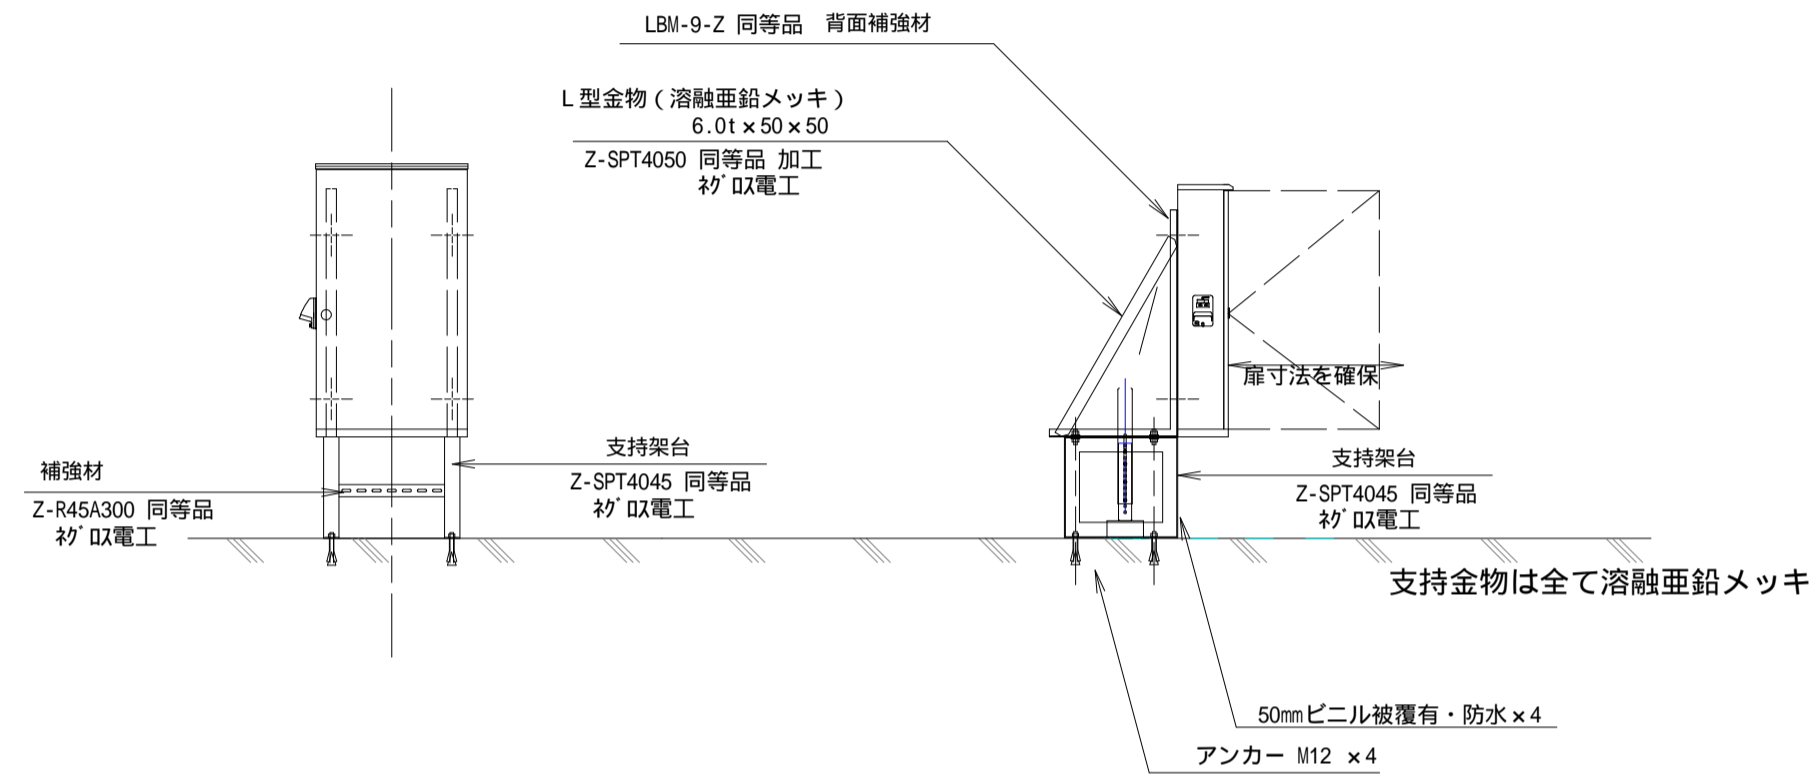 LBM-9-Z 同等品 背面補強材
L型金物(溶融亜鉛メッキ)
6.0t×50×50
Z-SPT4050 同等品 加工
ネグロス電工
扉寸法を確保
補強材
Z-R45A300 同等品
ネグロス電工
支持架台
Z-SPT4045 同等品
ネグロス電工
支持架台
Z-SPT4045 同等品
ネグロス電工
支持金物は全て溶融亜鉛メッキ
50mmビニル被覆有・防水×4
アンカー M12 ×4